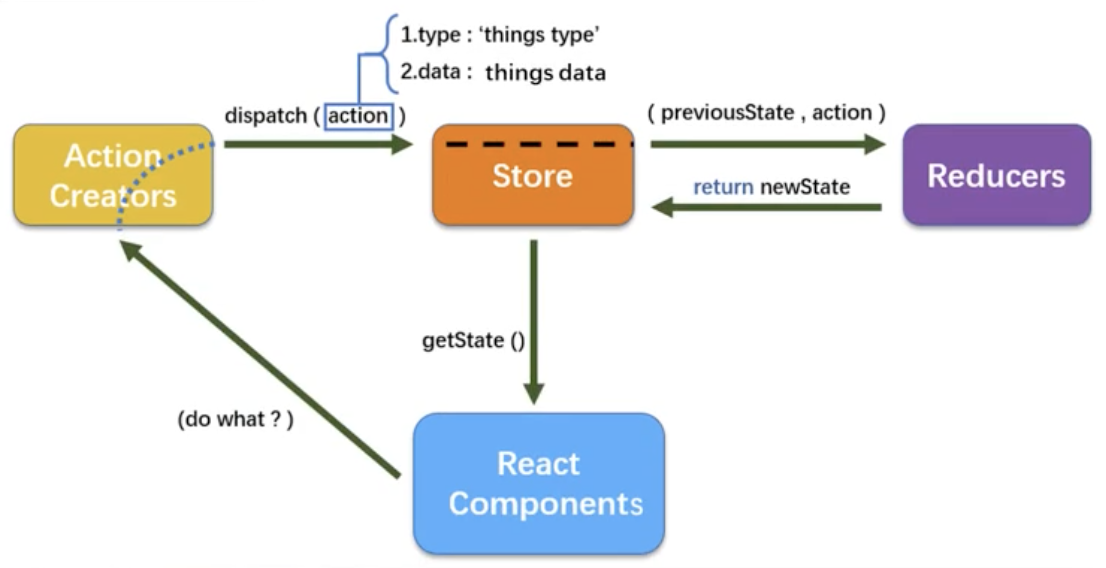 1.type : ‘things type’
2.data : things data
dispatch ( action )
( previousState , action )
Action
Creators
Store
return newState
Reducers
getState ()
(do what ? )
React
Components